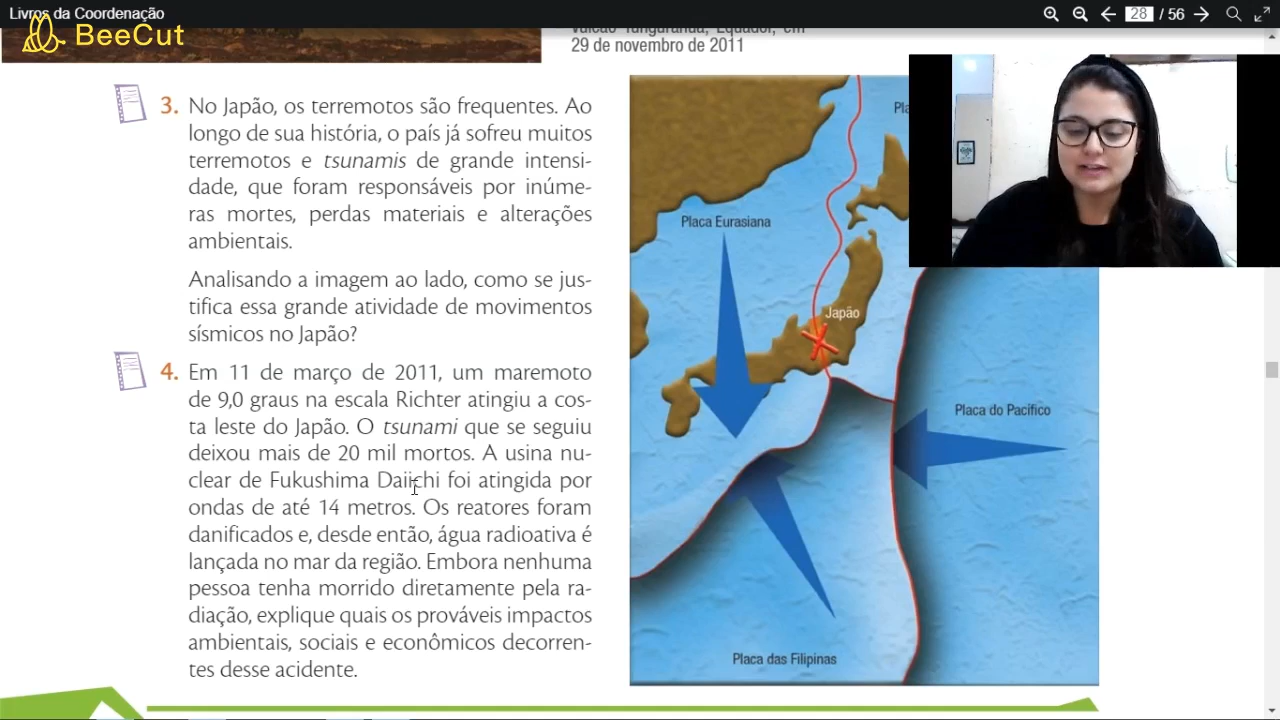 Livros da Coordenação
28 / 56
BeeCut
29 de novembro de 2011
3. No Japão, os terremotos são frequentes. Ao
longo de sua história, o país já sofreu muitos
terremotos e tsunamis de grande intensi-
dade, que foram responsáveis por inúme-
ras mortes, perdas materiais e alterações
ambientais.
Analisando a imagem ao lado, como se jus-
tifica essa grande atividade de movimentos
sísmicos no Japão?
4. Em 11 de março de 2011, um maremoto
de 9,0 graus na escala Richter atingiu a cos-
ta leste do Japão. O tsunami que se seguiu
deixou mais de 20 mil mortos. A usina nu-
clear de Fukushima Daiichi foi atingida por
ondas de até 14 metros. Os reatores foram
danificados e, desde então, água radioativa é
lançada no mar da região. Embora nenhuma
pessoa tenha morrido diretamente pela ra-
diação, explique quais os prováveis impactos
ambientais, sociais e econômicos decorren-
tes desse acidente.
Placa Eurasiana
Japão
Placa do Pacífico
Placa das Filipinas